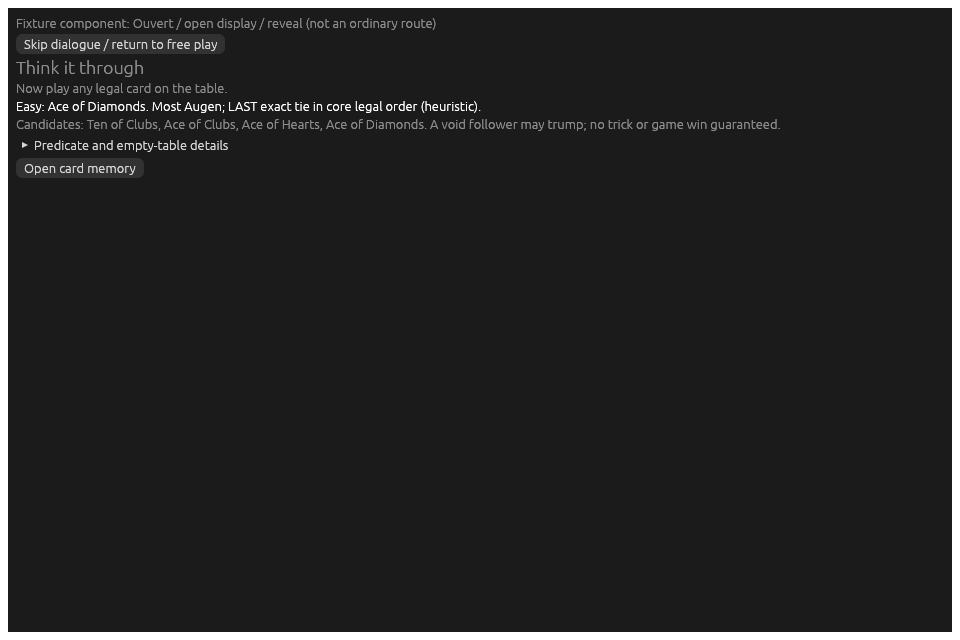 Fixture component: Ouvert / open display / reveal (not an ordinary route)
Skip dialogue / return to free play
Think it through
Now play any legal card on the table.
Easy: Ace of Diamonds. Most Augen; LAST exact tie in core legal order (heuristic).
Candidates: Ten of Clubs, Ace of Clubs, Ace of Hearts, Ace of Diamonds. A void follower may trump; no trick or game win guaranteed.
Predicate and empty-table details
Open card memory